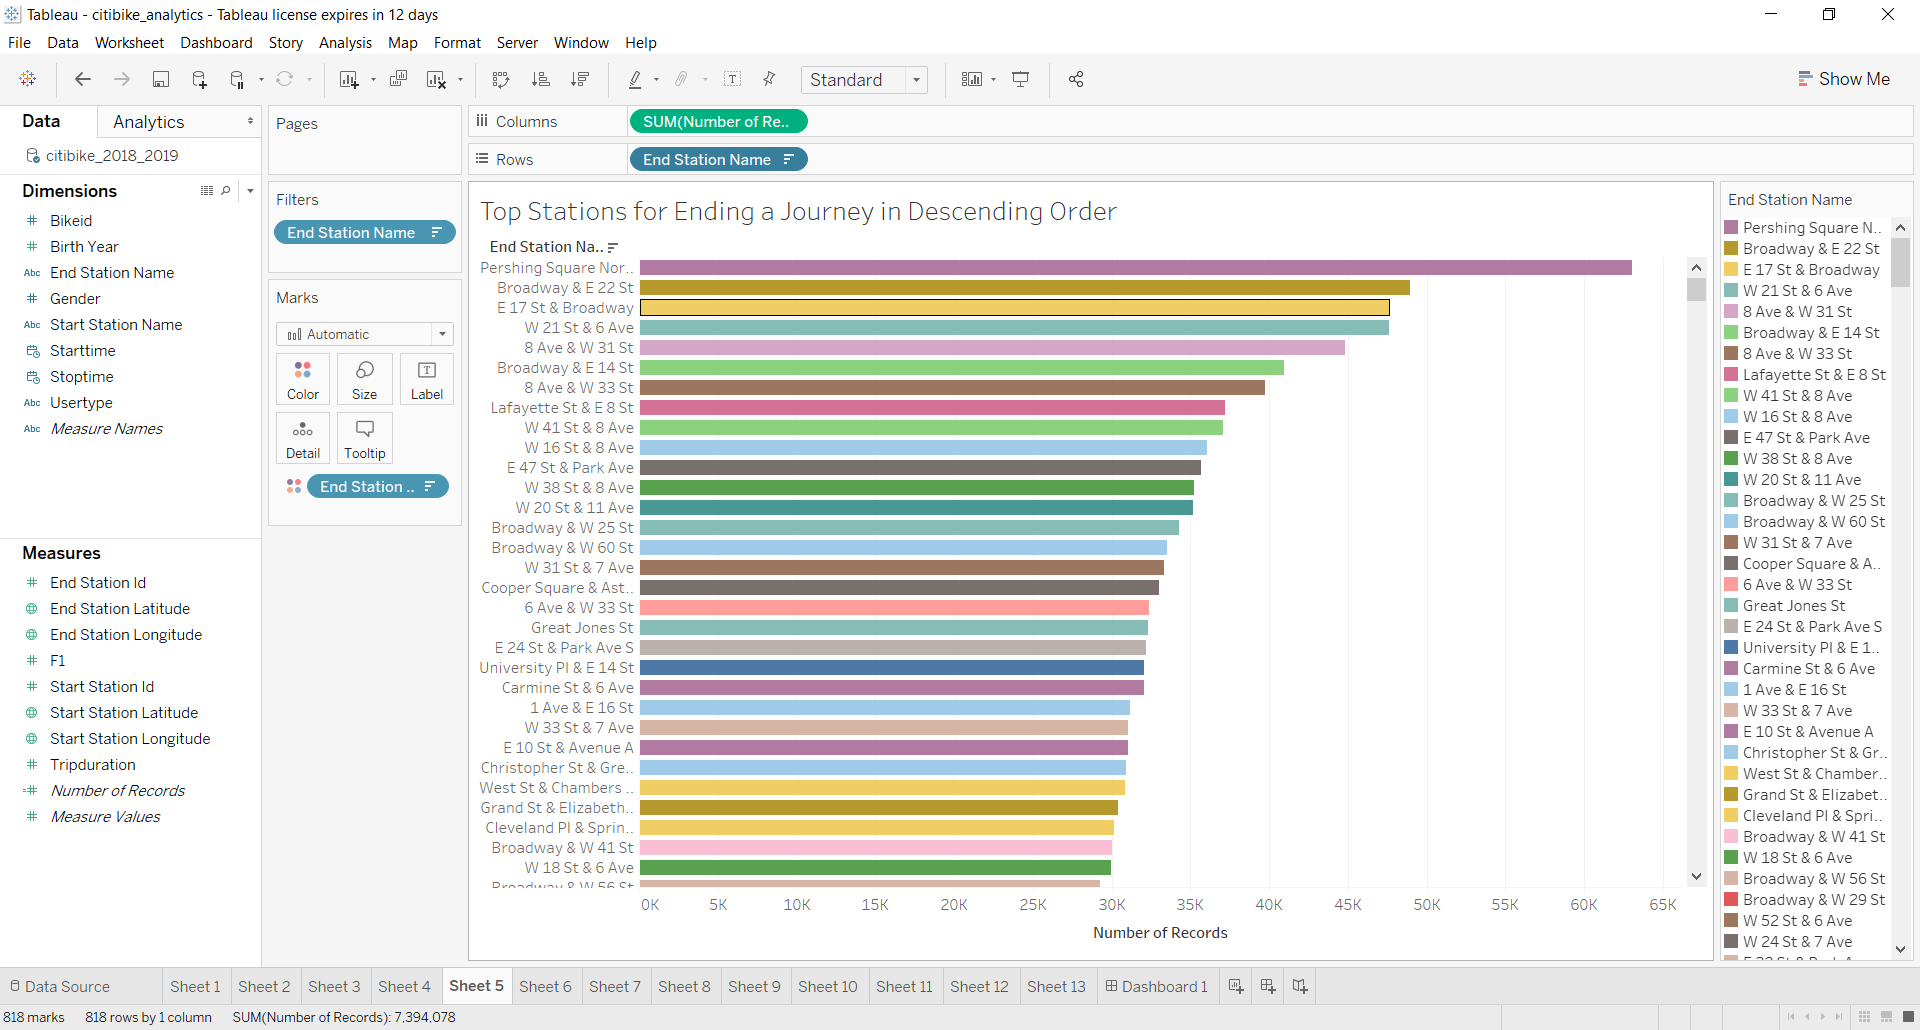 Tableau - citibike_analytics - Tableau license expires in 12 days
File Data Worksheet Dashboard Story Analysis Map Format Server Window Help
Standard
Show Me
Data
Analytics
citibike_2018_2019
Dimensions
Bikeid
Birth Year
Abc End Station Name
Gender
Abc Start Station Name
Starttime
Stoptime
Abc Usertype
Abc Measure Names
Measures
End Station Id
End Station Latitude
End Station Longitude
F1
Start Station Id
Start Station Latitude
Start Station Longitude
Tripduration
Number of Records
Measure Values
Pages
Filters
End Station Name
Marks
Automatic
Color Size Label
Detail Tooltip
End Station ..
Columns SUM(Number of Re..
Rows End Station Name
Top Stations for Ending a Journey in Descending Order
End Station Na..
Pershing Square Nor..
Broadway & E 22 St
E 17 St & Broadway
W 21 St & 6 Ave
8 Ave & W 31 St
Broadway & E 14 St
8 Ave & W 33 St
Lafayette St & E 8 St
W 41 St & 8 Ave
W 16 St & 8 Ave
E 47 St & Park Ave
W 38 St & 8 Ave
W 20 St & 11 Ave
Broadway & W 25 St
Broadway & W 60 St
W 31 St & 7 Ave
Cooper Square & Ast..
6 Ave & W 33 St
Great Jones St
E 24 St & Park Ave S
University Pl & E 14 St
Carmine St & 6 Ave
1 Ave & E 16 St
W 33 St & 7 Ave
E 10 St & Avenue A
Christopher St & Gre..
West St & Chambers ..
Grand St & Elizabeth..
Cleveland Pl & Sprin..
Broadway & W 41 St
W 18 St & 6 Ave
Broadway & W 56 St
0K 5K 10K 15K 20K 25K 30K 35K 40K 45K 50K 55K 60K 65K
Number of Records
End Station Name
Pershing Square N..
Broadway & E 22 St
E 17 St & Broadway
W 21 St & 6 Ave
8 Ave & W 31 St
Broadway & E 14 St
8 Ave & W 33 St
Lafayette St & E 8 St
W 41 St & 8 Ave
W 16 St & 8 Ave
E 47 St & Park Ave
W 38 St & 8 Ave
W 20 St & 11 Ave
Broadway & W 25 St
Broadway & W 60 St
W 31 St & 7 Ave
Cooper Square & A..
6 Ave & W 33 St
Great Jones St
E 24 St & Park Ave S
University Pl & E 1..
Carmine St & 6 Ave
1 Ave & E 16 St
W 33 St & 7 Ave
E 10 St & Avenue A
Christopher St & Gr..
West St & Chamber..
Grand St & Elizabet..
Cleveland Pl & Spri..
Broadway & W 41 St
W 18 St & 6 Ave
Broadway & W 56 St
Broadway & W 29 St
W 52 St & 6 Ave
W 24 St & 7 Ave
Data Source Sheet 1 Sheet 2 Sheet 3 Sheet 4 Sheet 5 Sheet 6 Sheet 7 Sheet 8 Sheet 9 Sheet 10 Sheet 11 Sheet 12 Sheet 13 Dashboard 1
818 marks 818 rows by 1 column SUM(Number of Records): 7,394,078